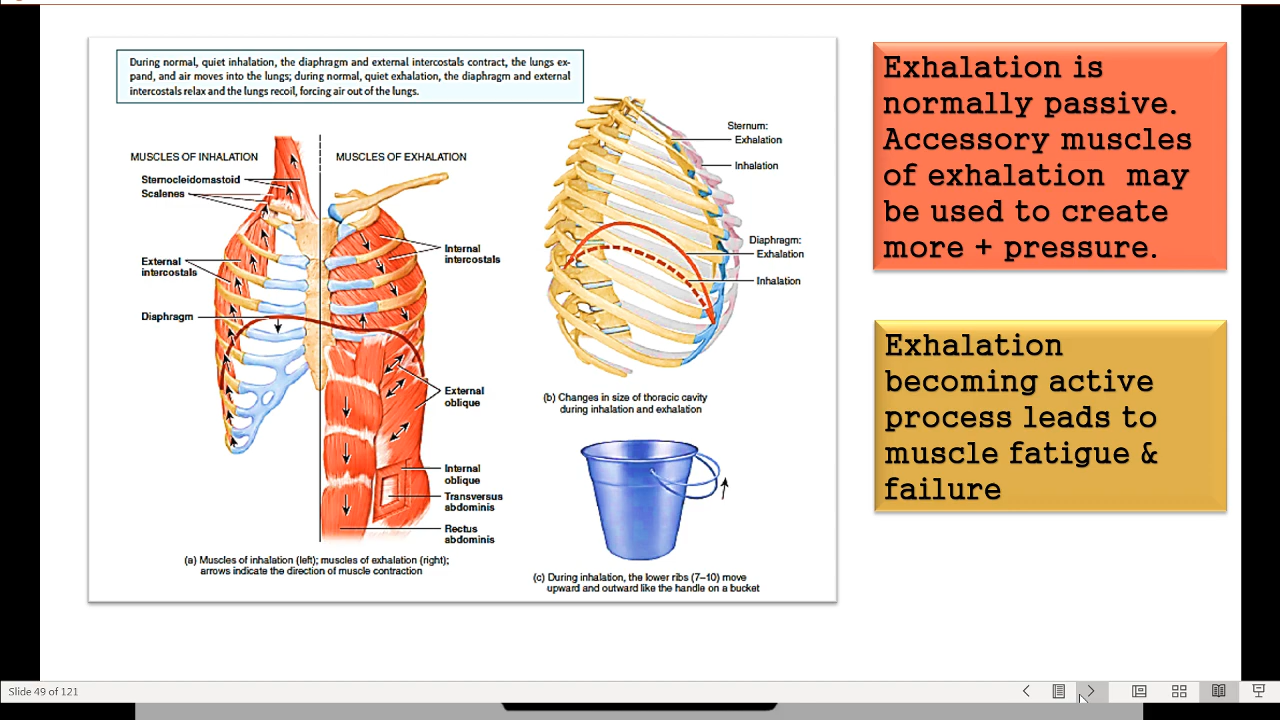 During normal, quiet inhalation, the diaphragm and external intercostals contract, the lungs ex-
pand, and air moves into the lungs; during normal, quiet exhalation, the diaphragm and external
intercostals relax and the lungs recoil, forcing air out of the lungs.
MUSCLES OF INHALATION
MUSCLES OF EXHALATION
Sternocleidomastoid
Scalenes
External
intercostals
Diaphragm
Internal
intercostals
External
oblique
Internal
oblique
Transversus
abdominis
Rectus
abdominis
(a) Muscles of inhalation (left); muscles of exhalation (right);
arrows indicate the direction of muscle contraction
Sternum:
Exhalation
Inhalation
Diaphragm:
Exhalation
Inhalation
(b) Changes in size of thoracic cavity
during inhalation and exhalation
(c) During inhalation, the lower ribs (7–10) move
upward and outward like the handle on a bucket
Exhalation is
normally passive.
Accessory muscles
of exhalation may
be used to create
more + pressure.
Exhalation
becoming active
process leads to
muscle fatigue &
failure
Slide 49 of 121